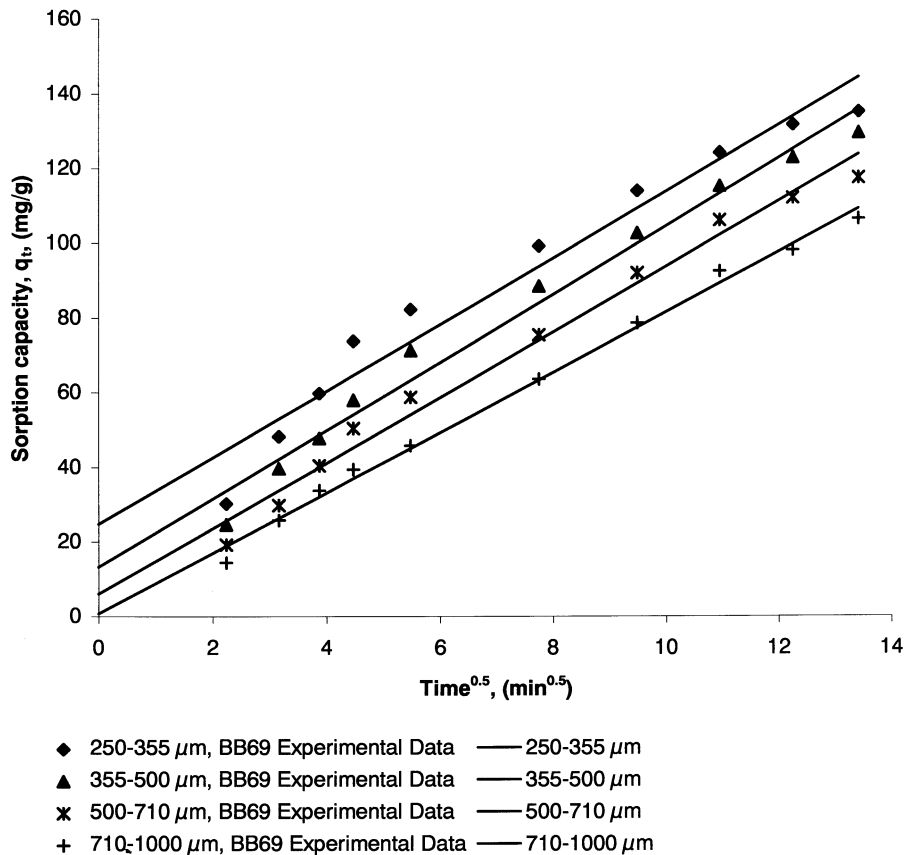 160
140
120
100
80
60
40
20
0
Sorption capacity, qt, (mg/g)
0 2 4 6 8 10 12 14
Time0.5, (min0.5)
250-355 µm, BB69 Experimental Data 250-355 µm
355-500 µm, BB69 Experimental Data 355-500 µm
500-710 µm, BB69 Experimental Data 500-710 µm
710-1000 µm, BB69 Experimental Data 710-1000 µm